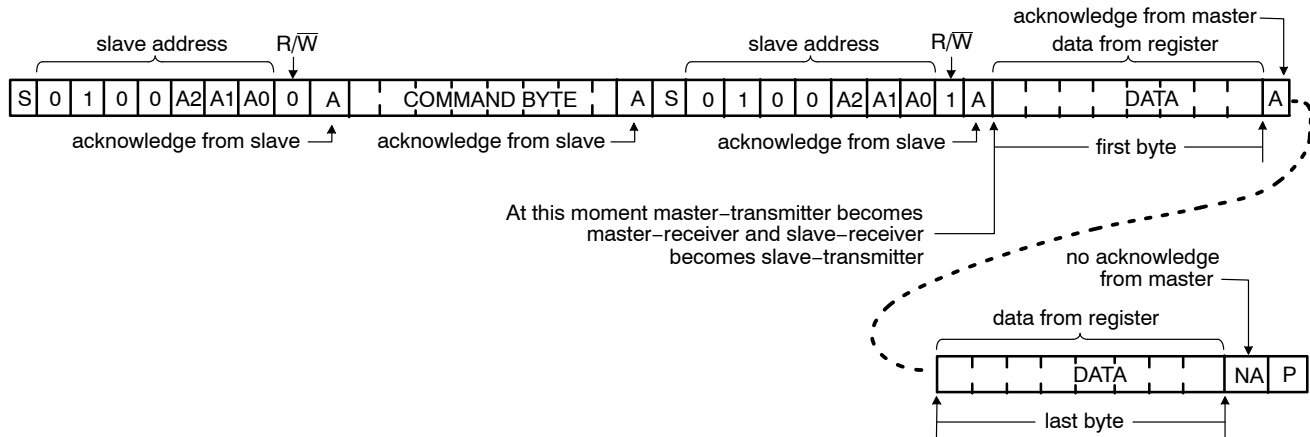 acknowledge from master
slave address R/W̅ slave address R/W̅ data from register
S 0 1 0 0 A2 A1 A0 0 A COMMAND BYTE A S 0 1 0 0 A2 A1 A0 1 A DATA A
acknowledge from slave acknowledge from slave acknowledge from slave first byte
At this moment master−transmitter becomes
master−receiver and slave−receiver
becomes slave−transmitter
no acknowledge
from master
data from register
DATA NA P
last byte